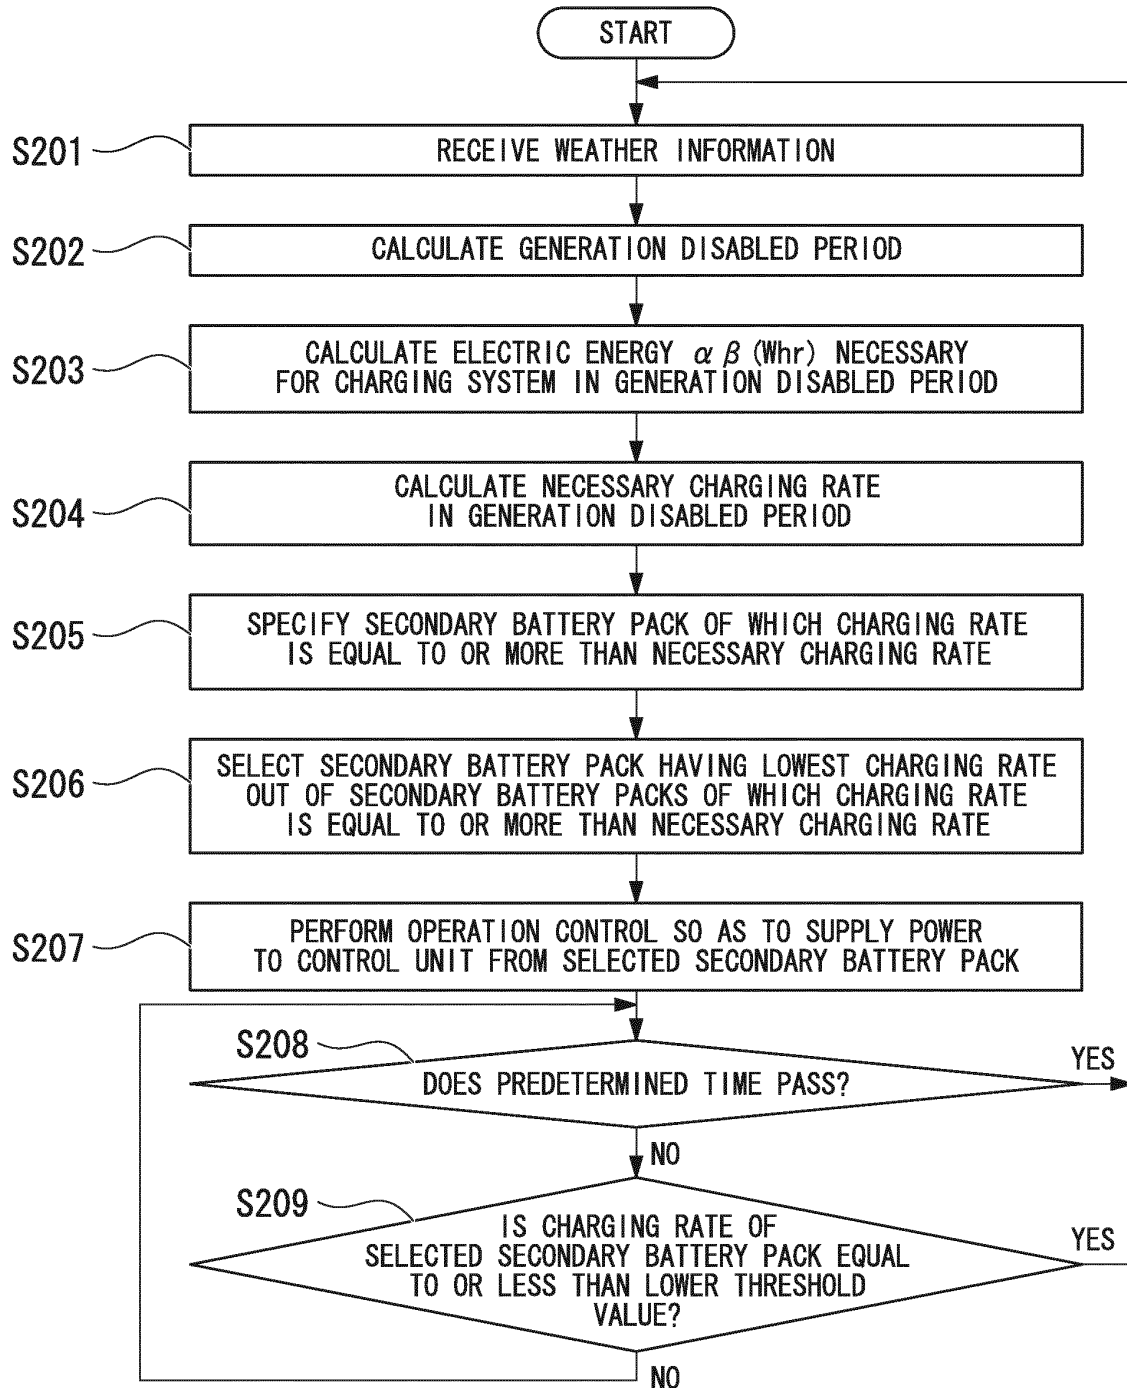 START
S201
RECEIVE WEATHER INFORMATION
S202
CALCULATE GENERATION DISABLED PERIOD
S203
CALCULATE ELECTRIC ENERGY α β (Whr) NECESSARY
FOR CHARGING SYSTEM IN GENERATION DISABLED PERIOD
S204
CALCULATE NECESSARY CHARGING RATE
IN GENERATION DISABLED PERIOD
S205
SPECIFY SECONDARY BATTERY PACK OF WHICH CHARGING RATE
IS EQUAL TO OR MORE THAN NECESSARY CHARGING RATE
S206
SELECT SECONDARY BATTERY PACK HAVING LOWEST CHARGING RATE
OUT OF SECONDARY BATTERY PACKS OF WHICH CHARGING RATE
IS EQUAL TO OR MORE THAN NECESSARY CHARGING RATE
S207
PERFORM OPERATION CONTROL SO AS TO SUPPLY POWER
TO CONTROL UNIT FROM SELECTED SECONDARY BATTERY PACK
S208
DOES PREDETERMINED TIME PASS?
YES
NO
S209
IS CHARGING RATE OF
SELECTED SECONDARY BATTERY PACK EQUAL
TO OR LESS THAN LOWER THRESHOLD
VALUE?
YES
NO